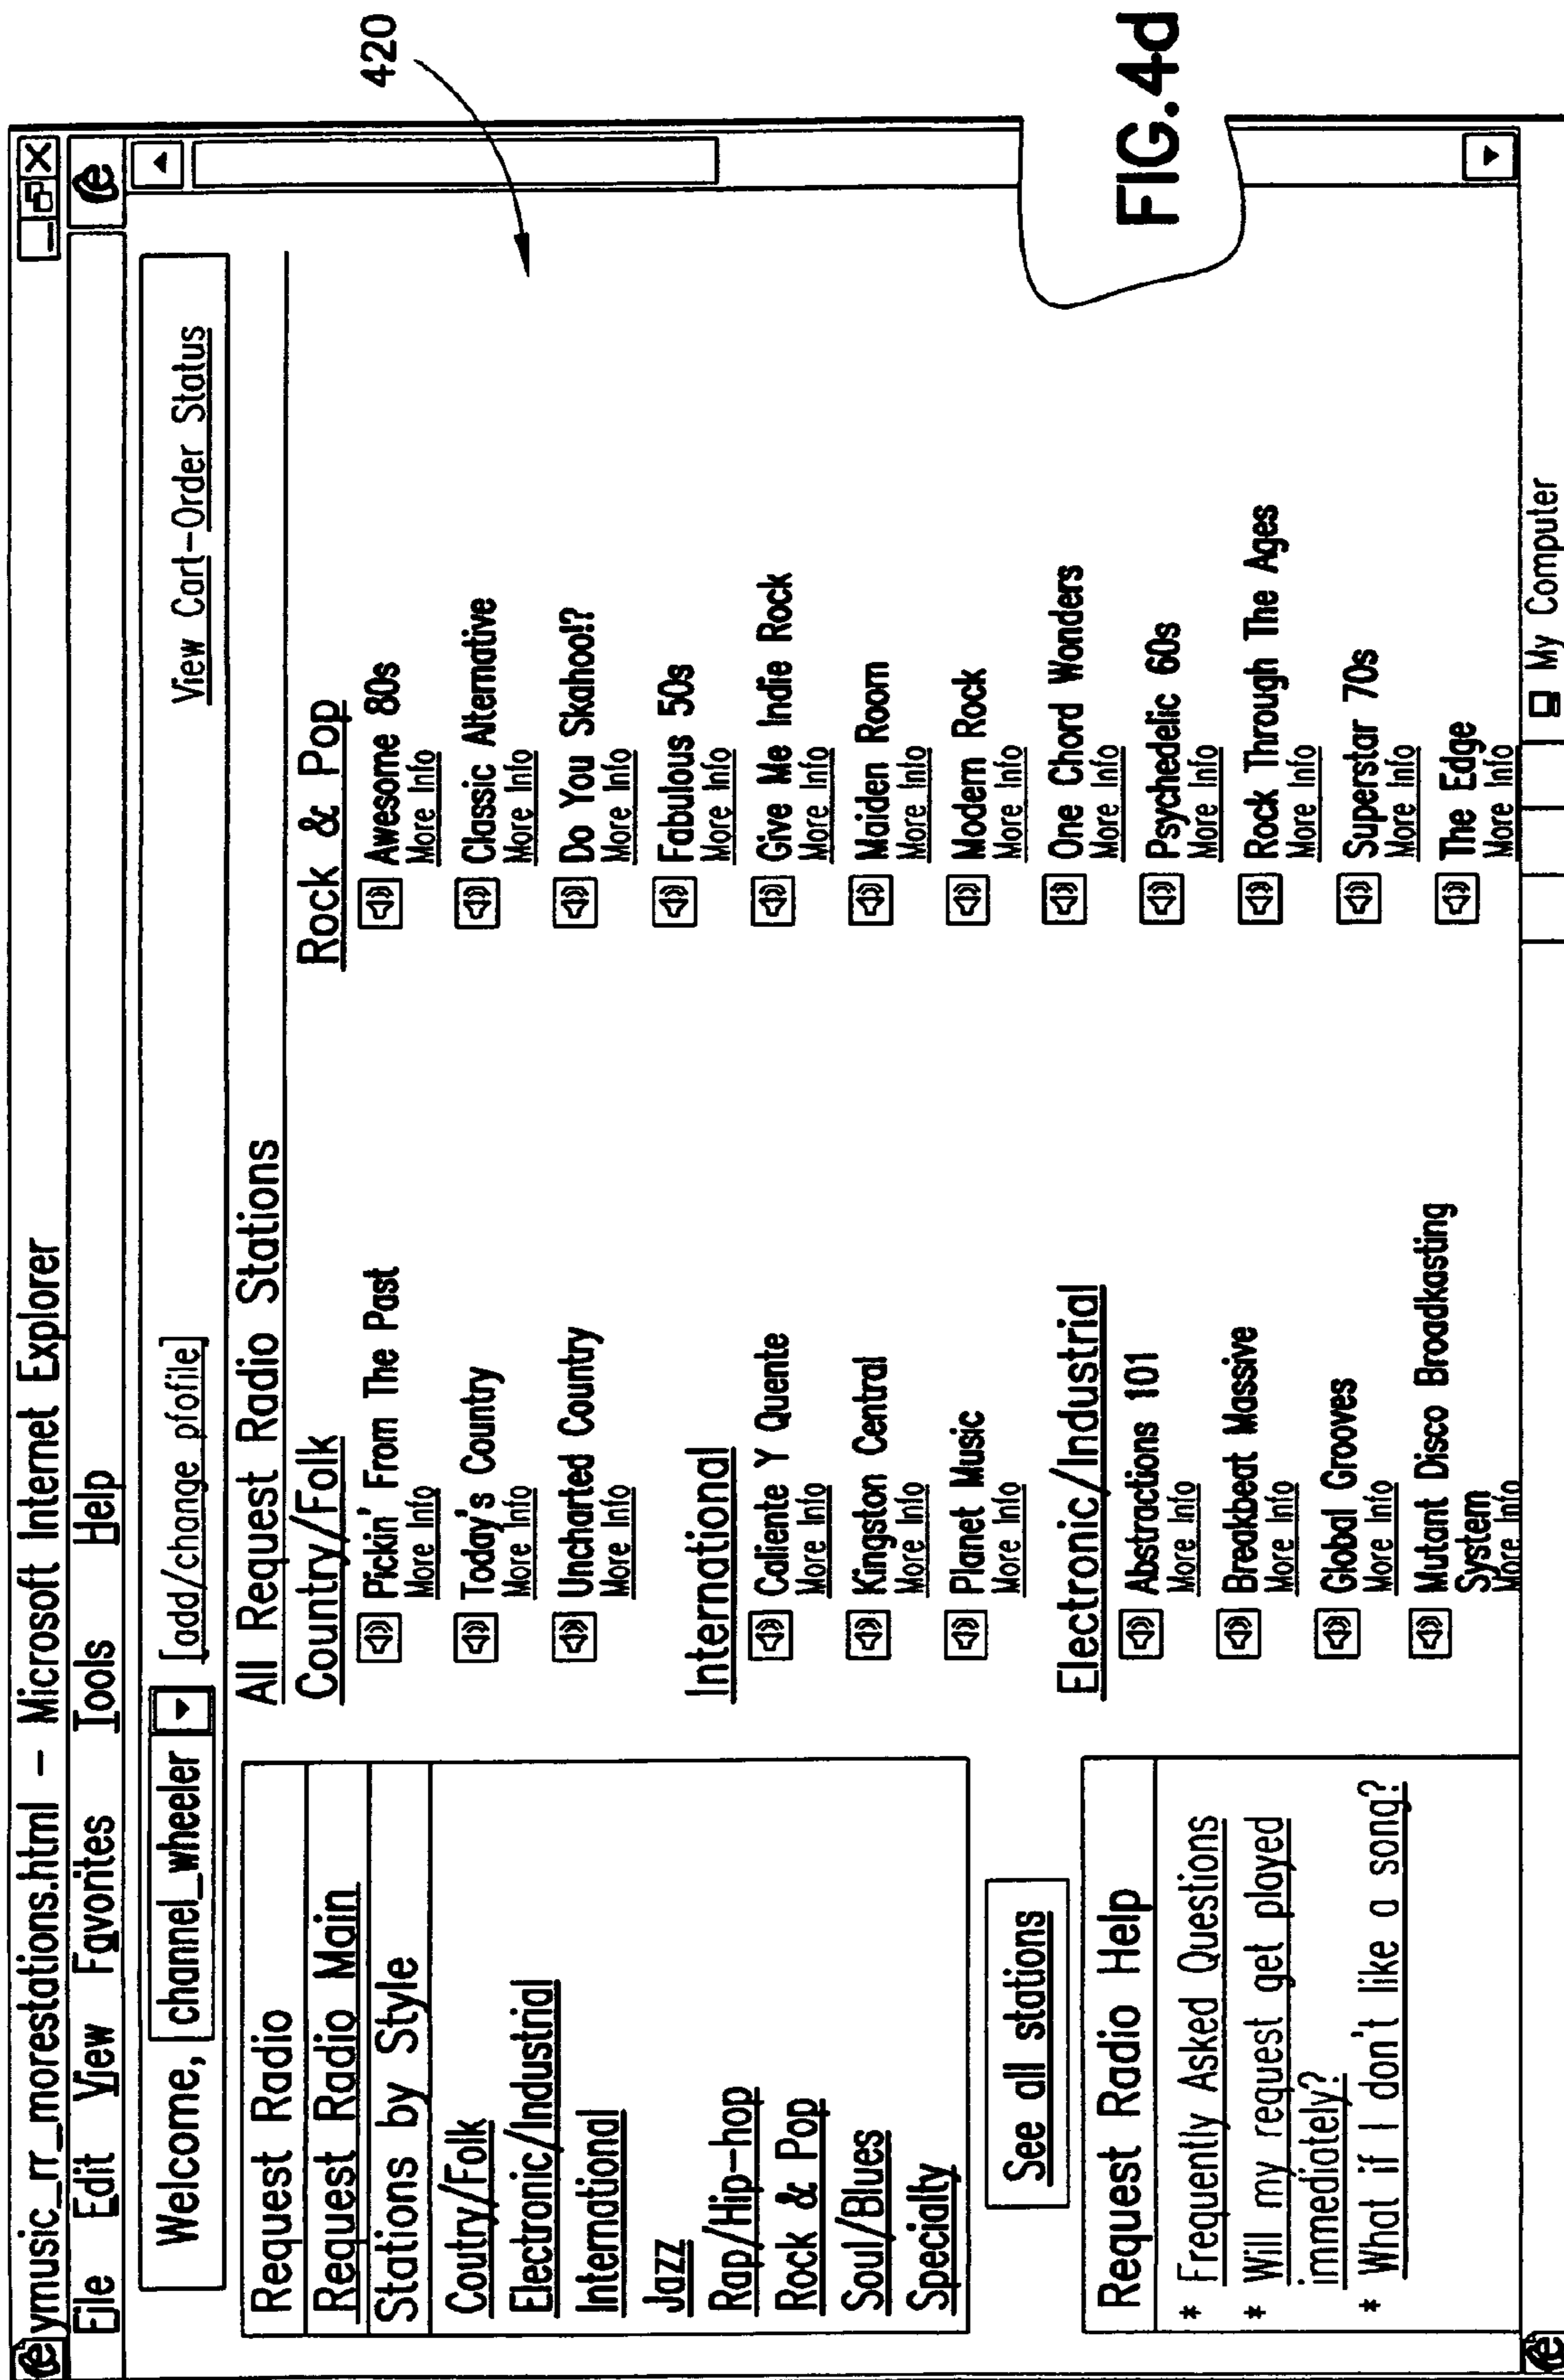 ymusic_rr_morestations.html – Microsoft Internet Explorer
File Edit View Favorites Tools Help
Welcome, channel_wheeler [add/change pfofile] View Cart-Order Status
Request Radio
Request Radio Main
Stations by Style
Coutry/Folk
Electronic/Industrial
International
Jazz
Rap/Hip-hop
Rock & Pop
Soul/Blues
Specialty
See all stations
Request Radio Help
* Frequently Asked Questions
* Will my request get played
immediately?
* What if I don't like a song?
All Request Radio Stations
Country/Folk
Pickin' From The Past
More Info
Today's Country
More Info
Uncharted Country
More Info
International
Caliente Y Quente
More Info
Kingston Central
More Info
Planet Music
More Info
Electronic/Industrial
Abstractions 101
More Info
Breakbeat Massive
More Info
Global Grooves
More Info
Mutant Disco Broadkasting
System
More Info
Rock & Pop
Awesome 80s
More Info
Classic Alternative
More Info
Do You Skahoo!?
More Info
Fabulous 50s
More Info
Give Me Indie Rock
More Info
Maiden Room
More Info
Modern Rock
More Info
One Chord Wonders
More Info
Psychedelic 60s
More Info
Rock Through The Ages
More Info
Superstar 70s
More Info
The Edge
More Info
My Computer
420
FIG.4d